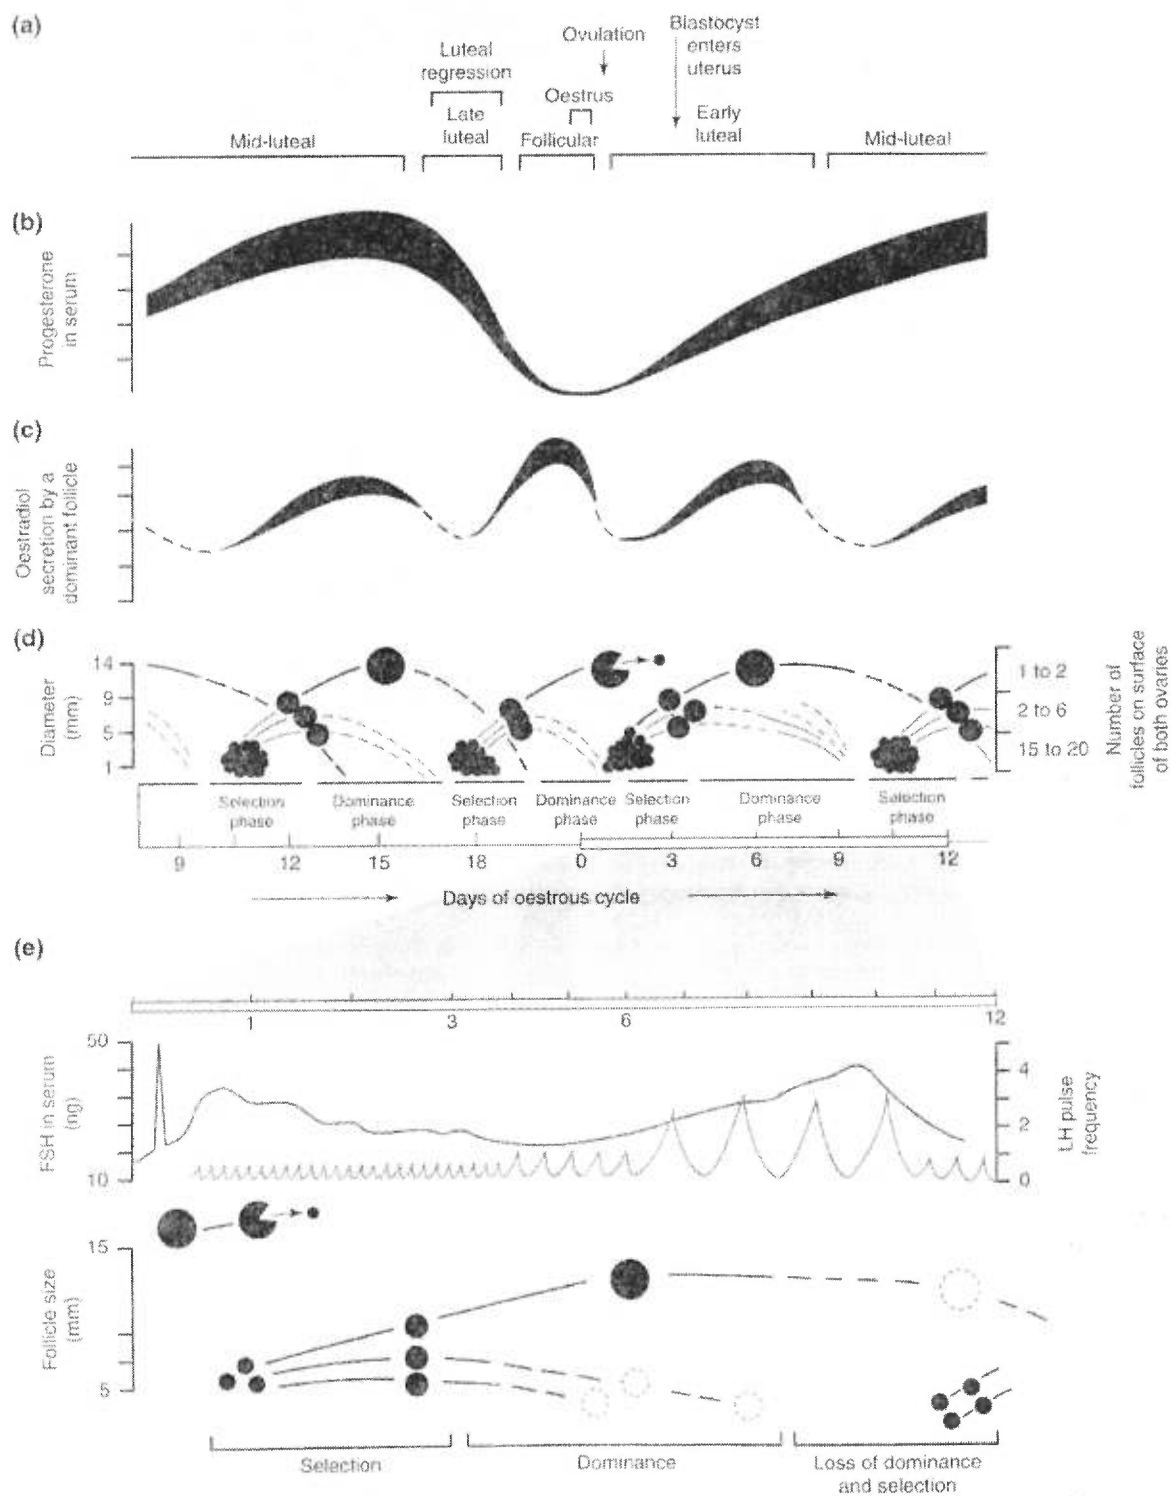 (a)
Ovulation
Blastocyst
enters
uterus
Luteal
regression
Oestrus
Late
luteal
Early
luteal
Mid-luteal
Follicular
Mid-luteal
(b)
Progesterone
in serum
(c)
Oestradiol
secretion by a
dominant follicle
(d)
Diameter
(mm)
14
9
5
1
1 to 2
2 to 6
15 to 20
Number of
follicles on surface
of both ovaries
Selection
phase
Dominance
phase
Selection
phase
Dominance
phase
Selection
phase
Dominance
phase
Selection
phase
9
12
15
18
0
3
6
9
12
Days of oestrous cycle
(e)
1
3
6
12
FSH in serum
(ng)
50
10
4
2
0
LH pulse
frequency
Follicle size
(mm)
15
5
Selection
Dominance
Loss of dominance
and selection